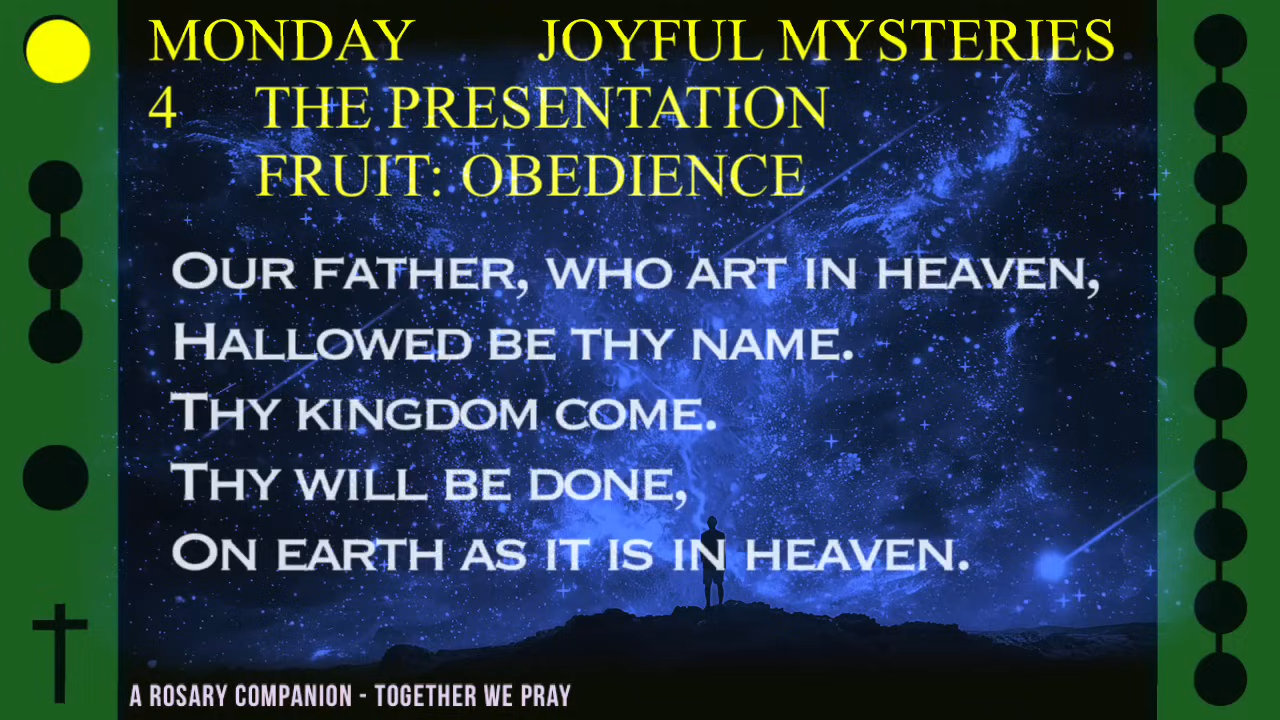 MONDAY JOYFUL MYSTERIES
4 THE PRESENTATION
FRUIT: OBEDIENCE
OUR FATHER, WHO ART IN HEAVEN,
HALLOWED BE THY NAME.
THY KINGDOM COME.
THY WILL BE DONE,
ON EARTH AS IT IS IN HEAVEN.
A ROSARY COMPANION - TOGETHER WE PRAY